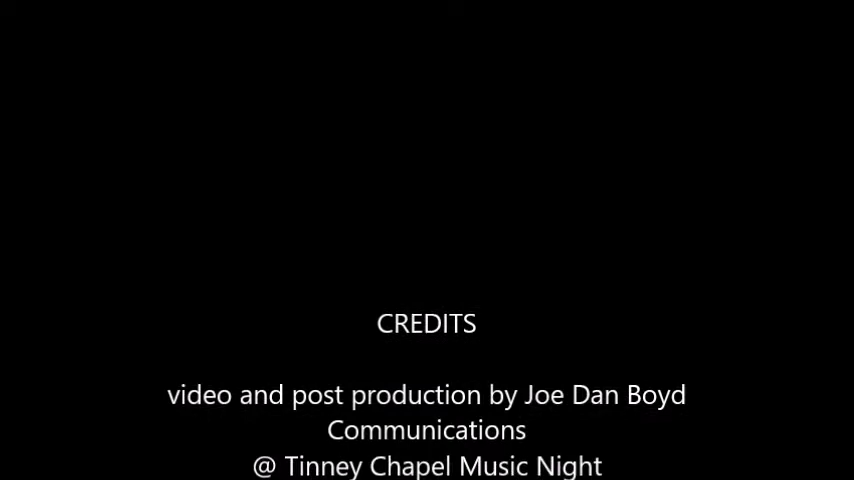 CREDITS
video and post production by Joe Dan Boyd
Communications
@ Tinney Chapel Music Night